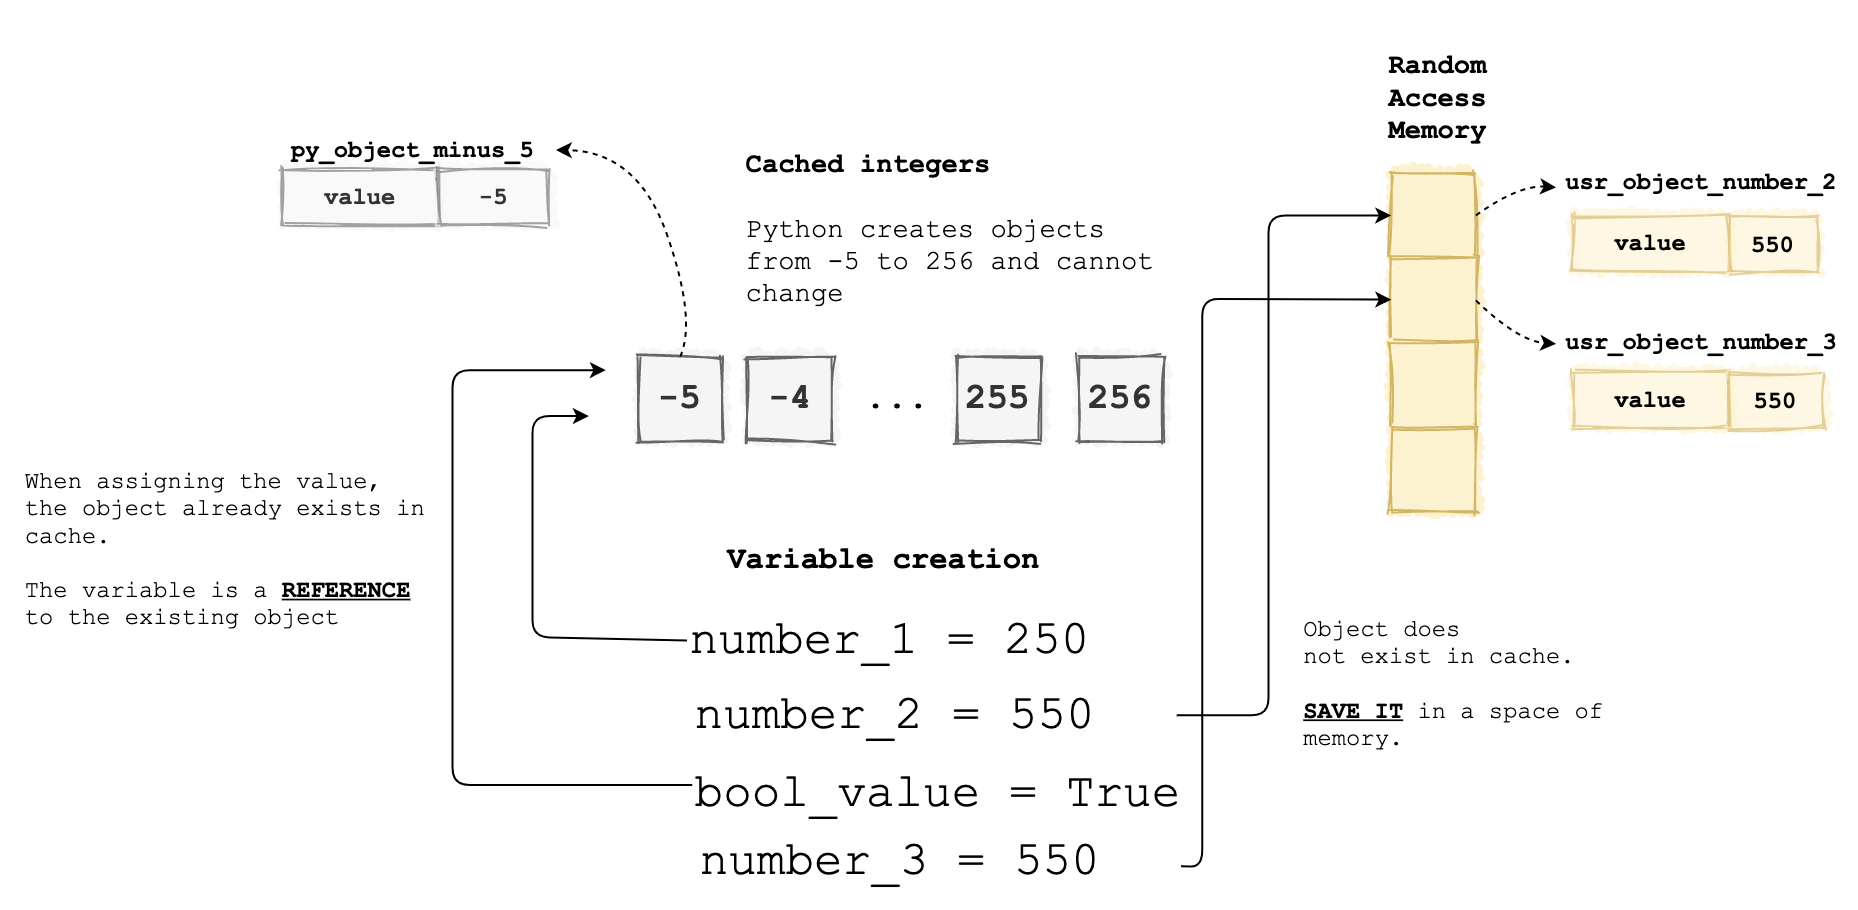 Random
Access
Memory
py_object_minus_5
value -5
Cached integers
Python creates objects
from -5 to 256 and cannot
change
usr_object_number_2
value 550
usr_object_number_3
value 550
-5 -4 ... 255 256
When assigning the value,
the object already exists in
cache.
The variable is a REFERENCE
to the existing object
Variable creation
number_1 = 250
number_2 = 550
bool_value = True
number_3 = 550
Object does
not exist in cache.
SAVE IT in a space of
memory.